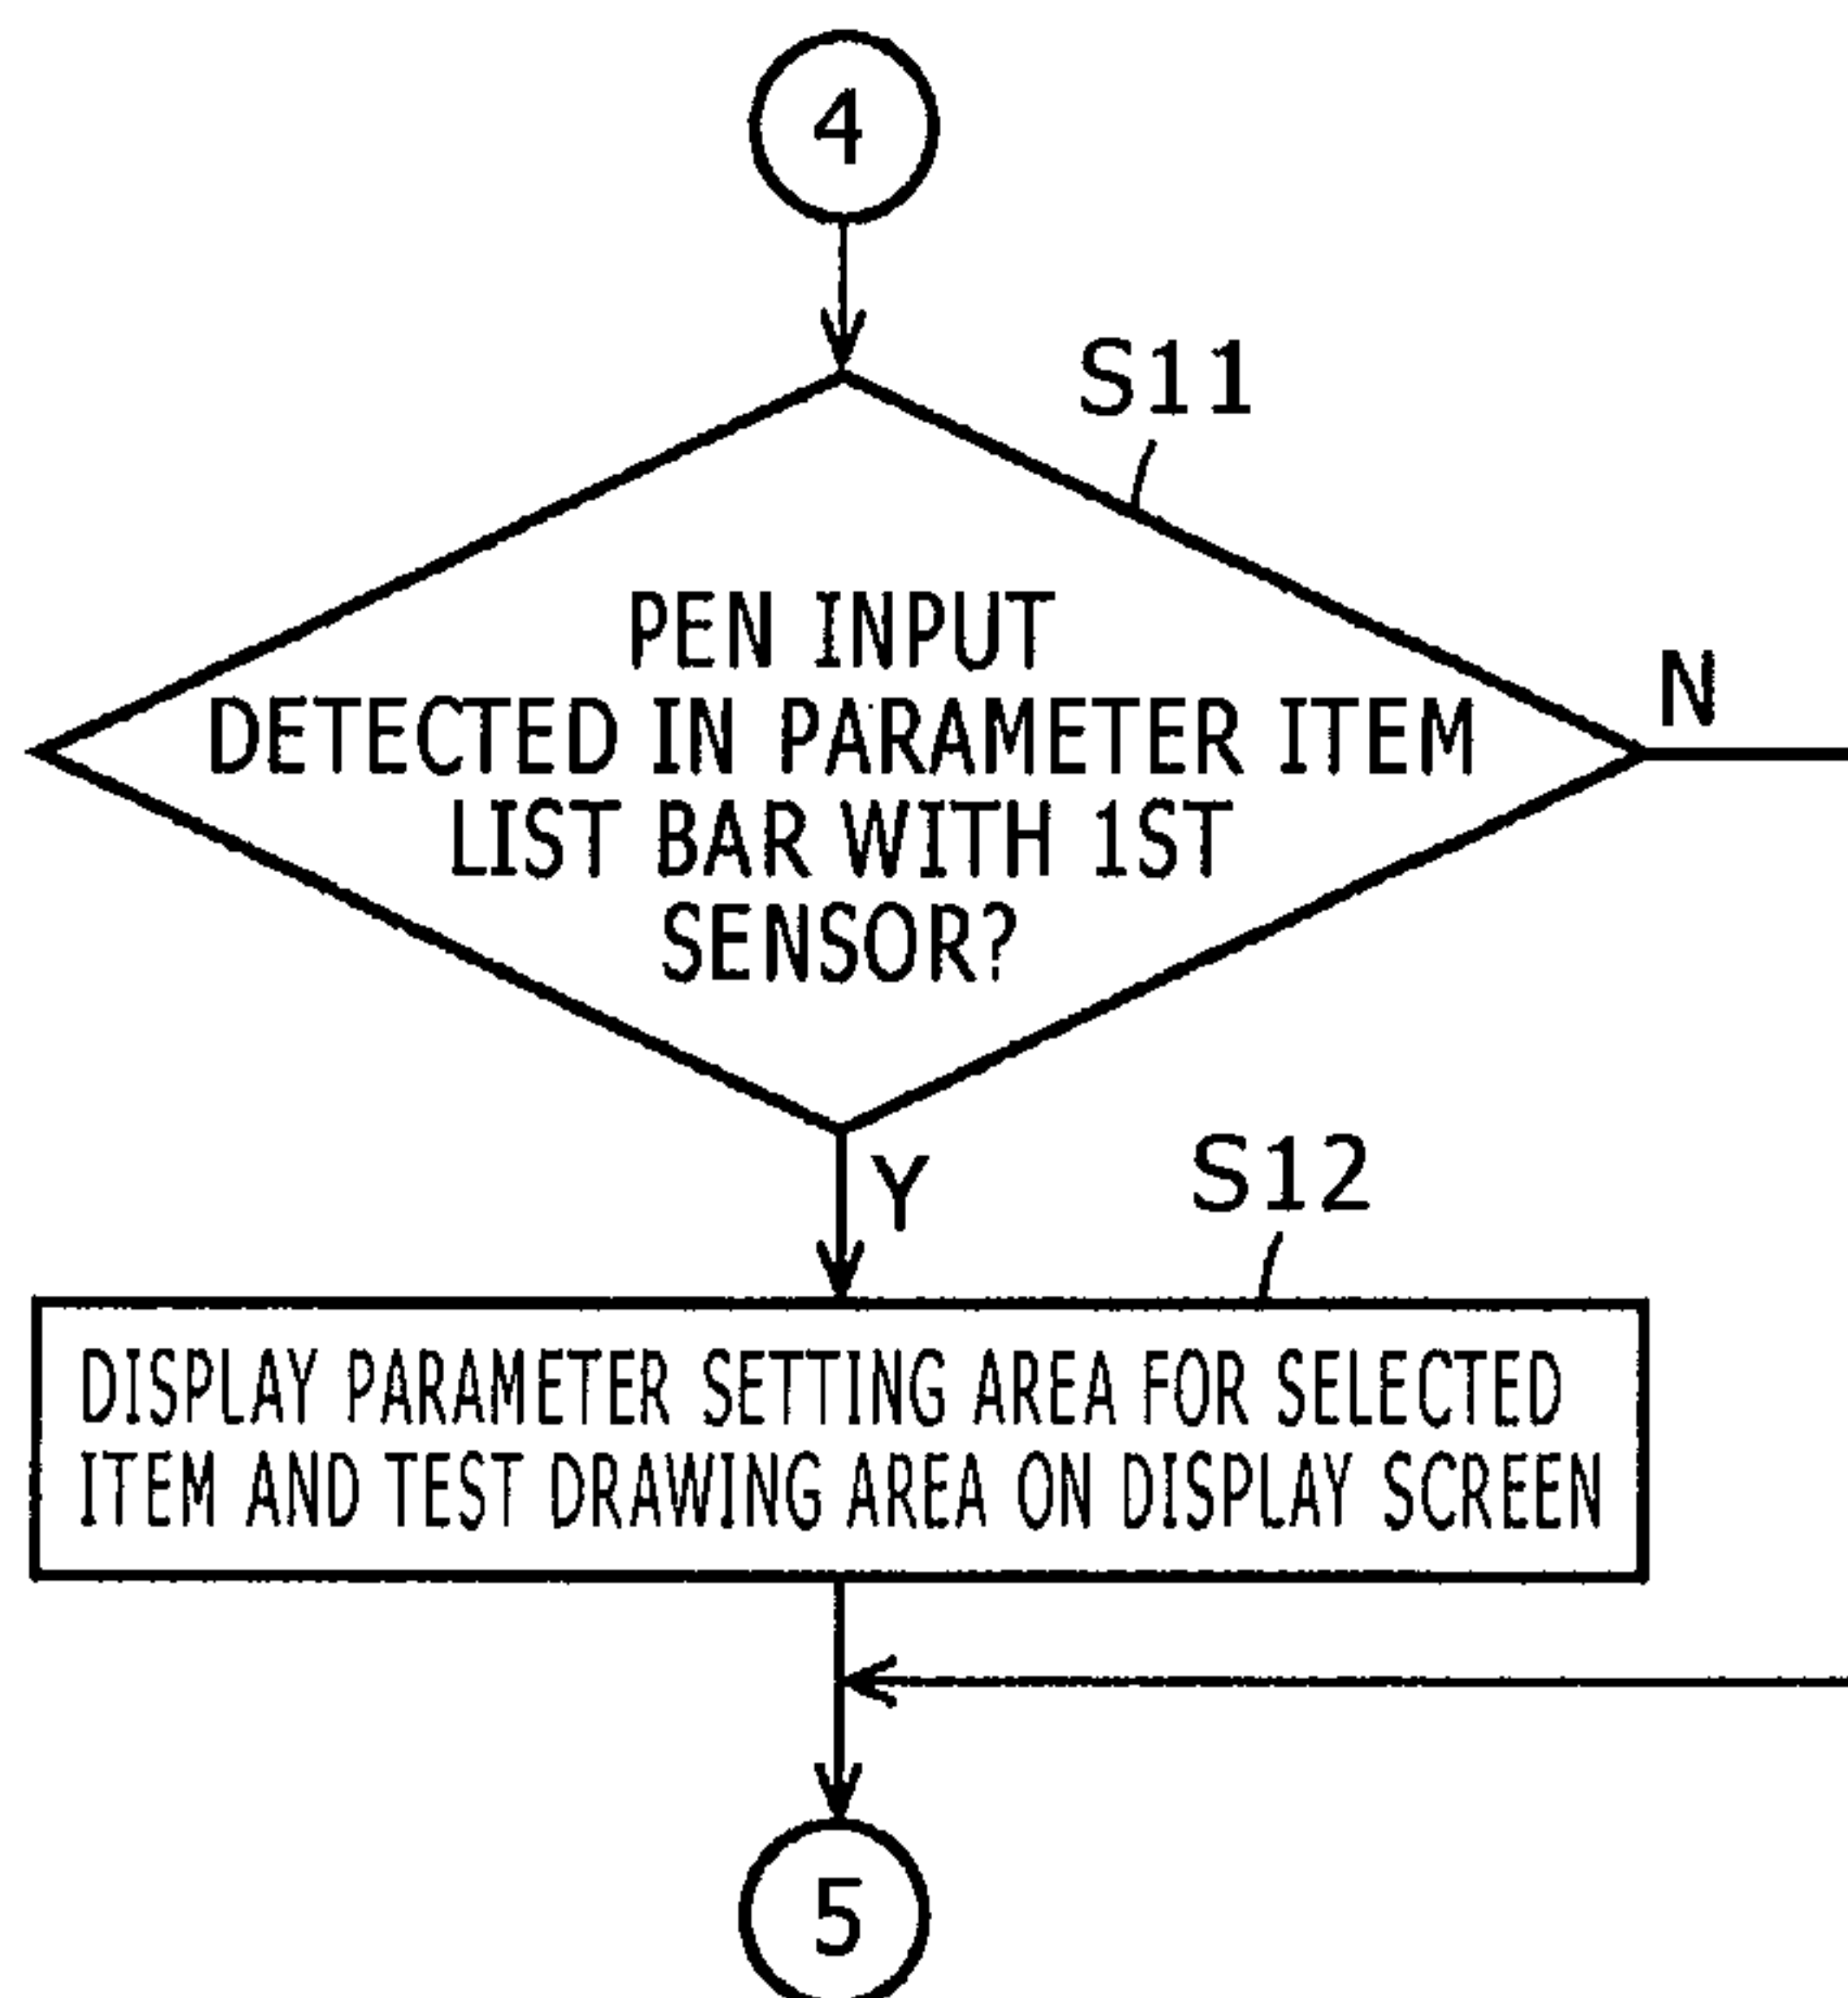 4
S11
PEN INPUT
DETECTED IN PARAMETER ITEM
LIST BAR WITH 1ST
SENSOR?
N
Y
S12
DISPLAY PARAMETER SETTING AREA FOR SELECTED
ITEM AND TEST DRAWING AREA ON DISPLAY SCREEN
5